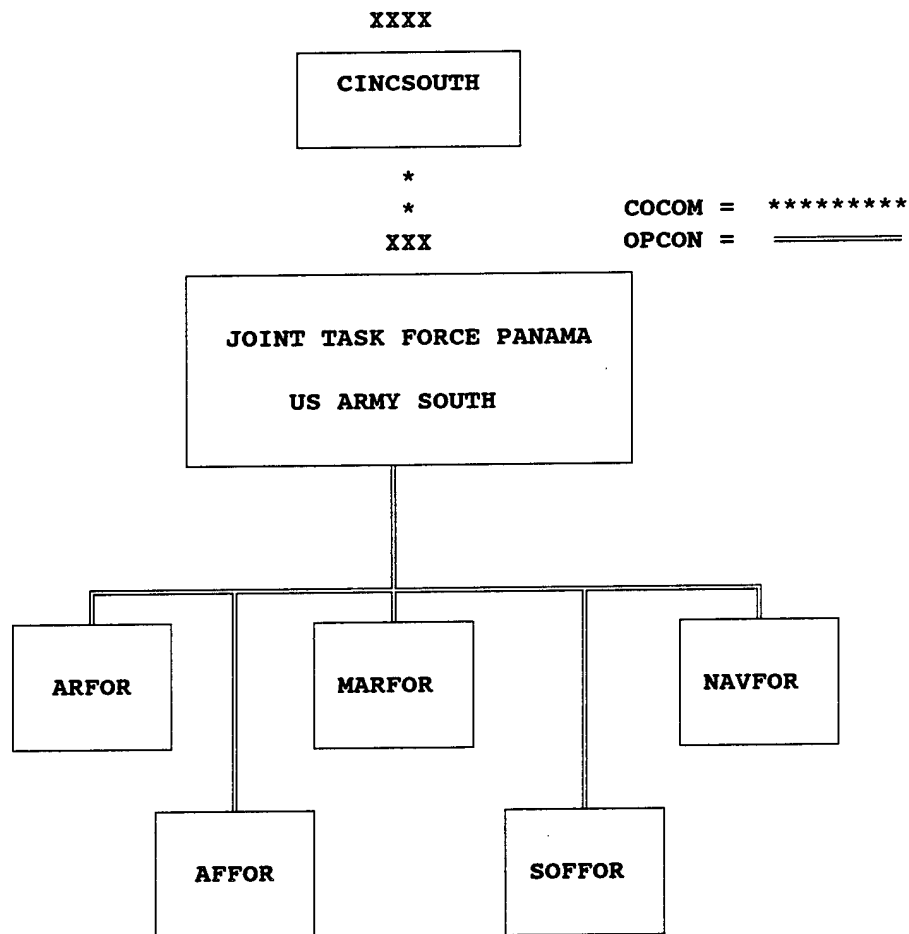 XXXX
CINCSOUTH
*
*
XXX
COCOM = *********
OPCON = ═════
JOINT TASK FORCE PANAMA
US ARMY SOUTH
ARFOR
MARFOR
NAVFOR
AFFOR
SOFFOR